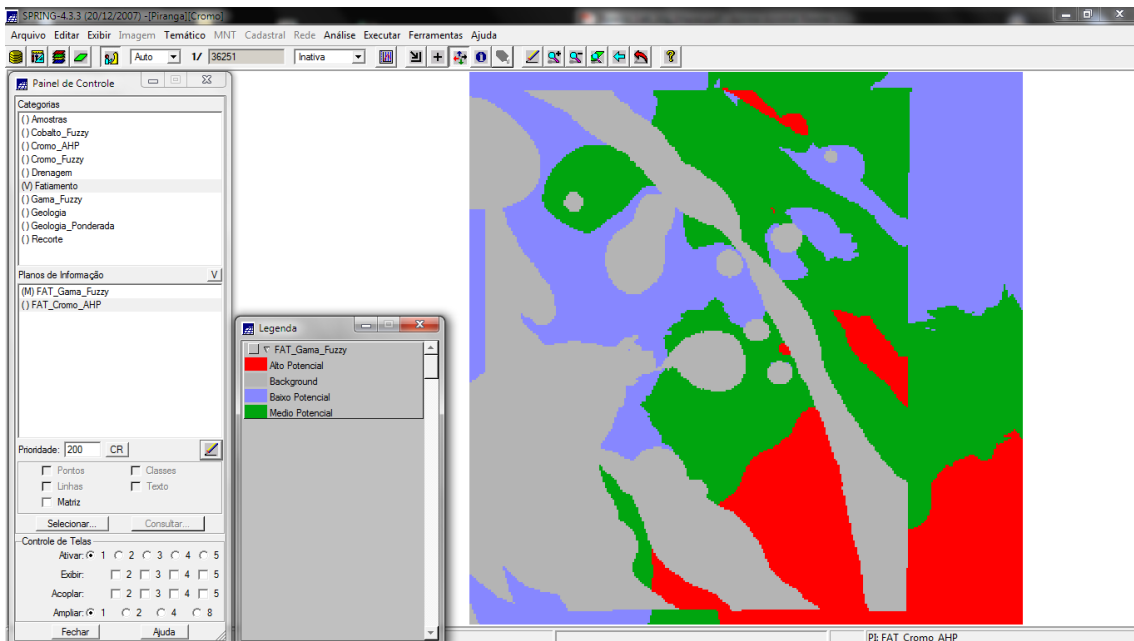 SPRING-4.3.3 (20/12/2007) -[Piranga][Cromo]
Arquivo Editar Exibir Imagem Temático MNT Cadastral Rede Análise Executar Ferramentas Ajuda
Auto 1/ 36251 Inativa
Painel de Controle
Categorias
( ) Amostras
( ) Cobalto_Fuzzy
( ) Cromo_AHP
( ) Cromo_Fuzzy
( ) Drenagem
(V) Fatiamento
( ) Gama_Fuzzy
( ) Geologia
( ) Geologia_Ponderada
( ) Recorte
Planos de Informação V
(M) FAT_Gama_Fuzzy
( ) FAT_Cromo_AHP
Prioridade: 200 CR
Pontos Classes
Linhas Texto
Matriz
Selecionar... Consultar...
Controle de Telas
Ativar: 1 2 3 4 5
Exibir: 2 3 4 5
Acoplar: 2 3 4 5
Ampliar: 1 2 4 8
Fechar Ajuda
Legenda
FAT_Gama_Fuzzy
Alto Potencial
Background
Baixo Potencial
Medio Potencial
PI: FAT_Cromo_AHP